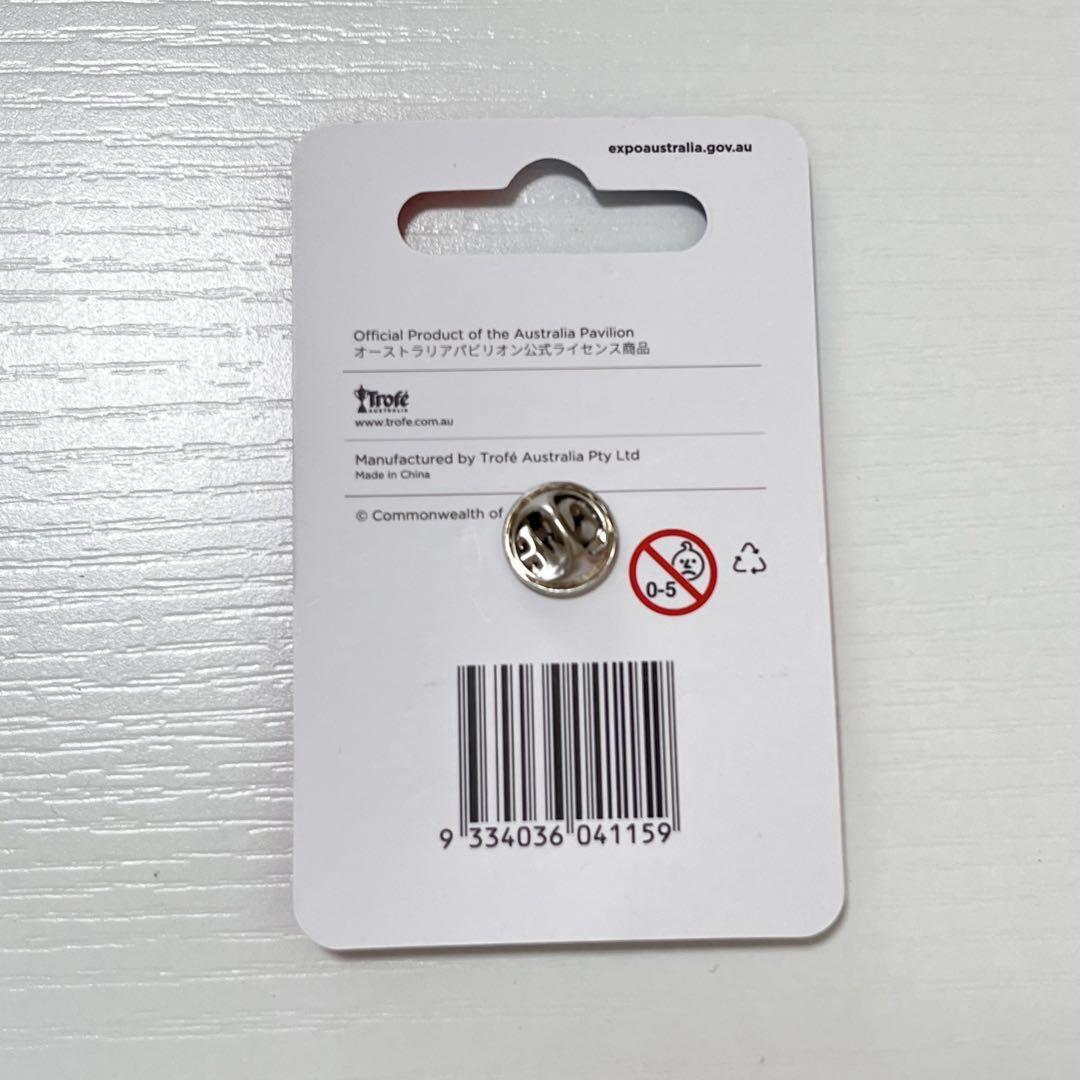 expoaustralia.gov.au
Official Product of the Australia Pavilion
オーストラリアパビリオン公式ライセンス商品
Trofé
AUSTRALIA
www.trofe.com.au
Manufactured by Trofé Australia Pty Ltd
Made in China
© Commonwealth of
0-5
9 334036 041159